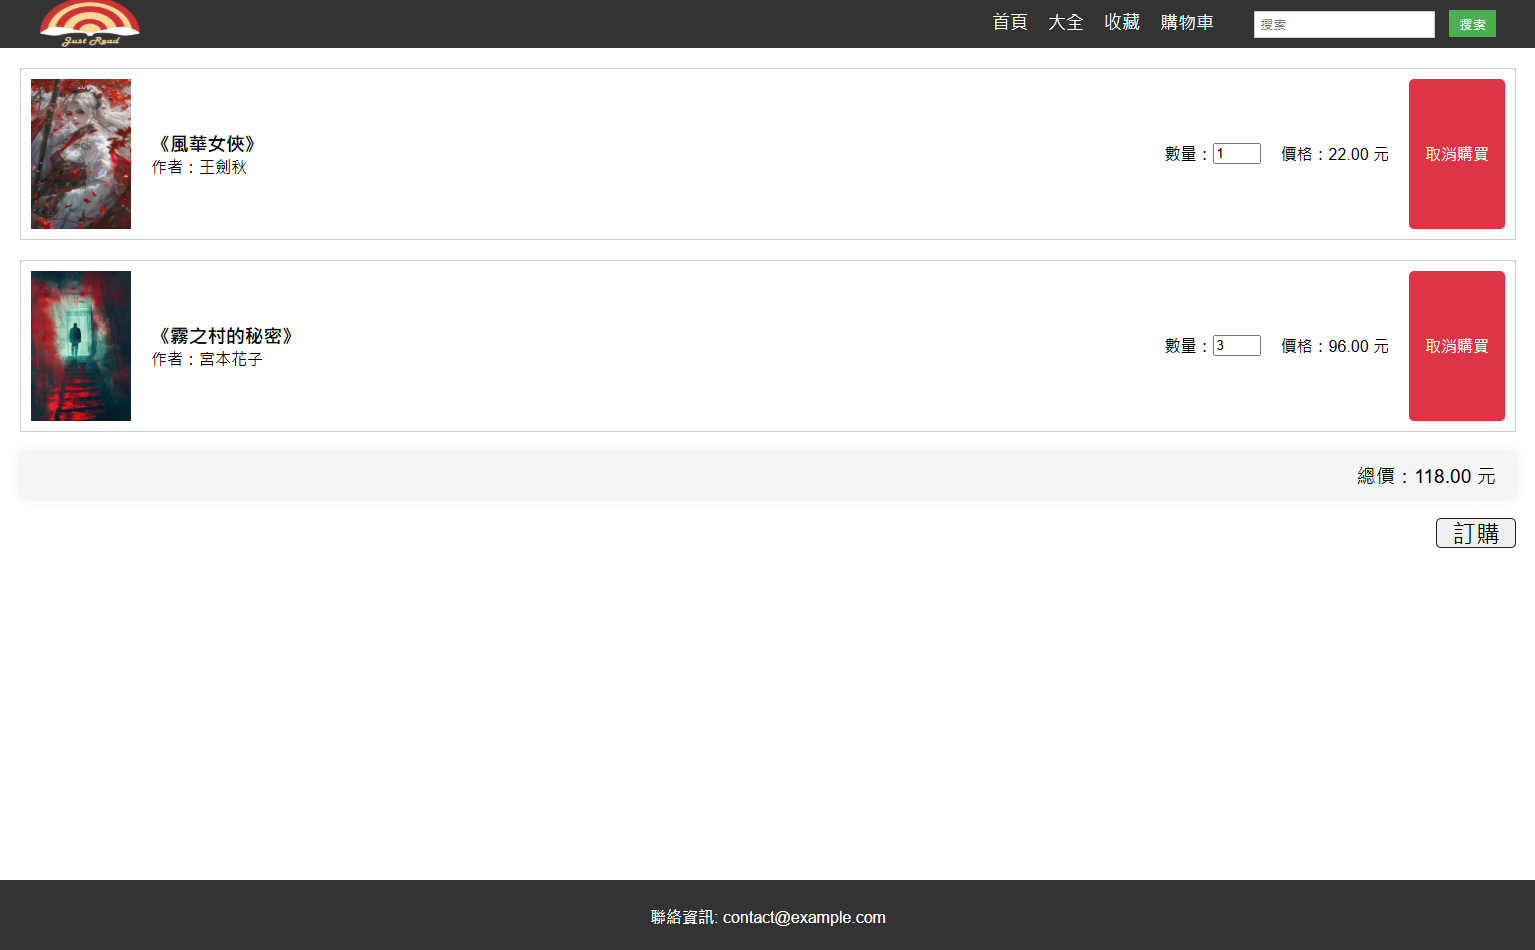 Just Read
首頁 大全 收藏 購物車 搜索 搜索
《風華女俠》
作者：王劍秋
數量：1 價格：22.00 元 取消購買
《霧之村的秘密》
作者：宮本花子
數量：3 價格：96.00 元 取消購買
總價：118.00 元
訂購
聯絡資訊: contact@example.com